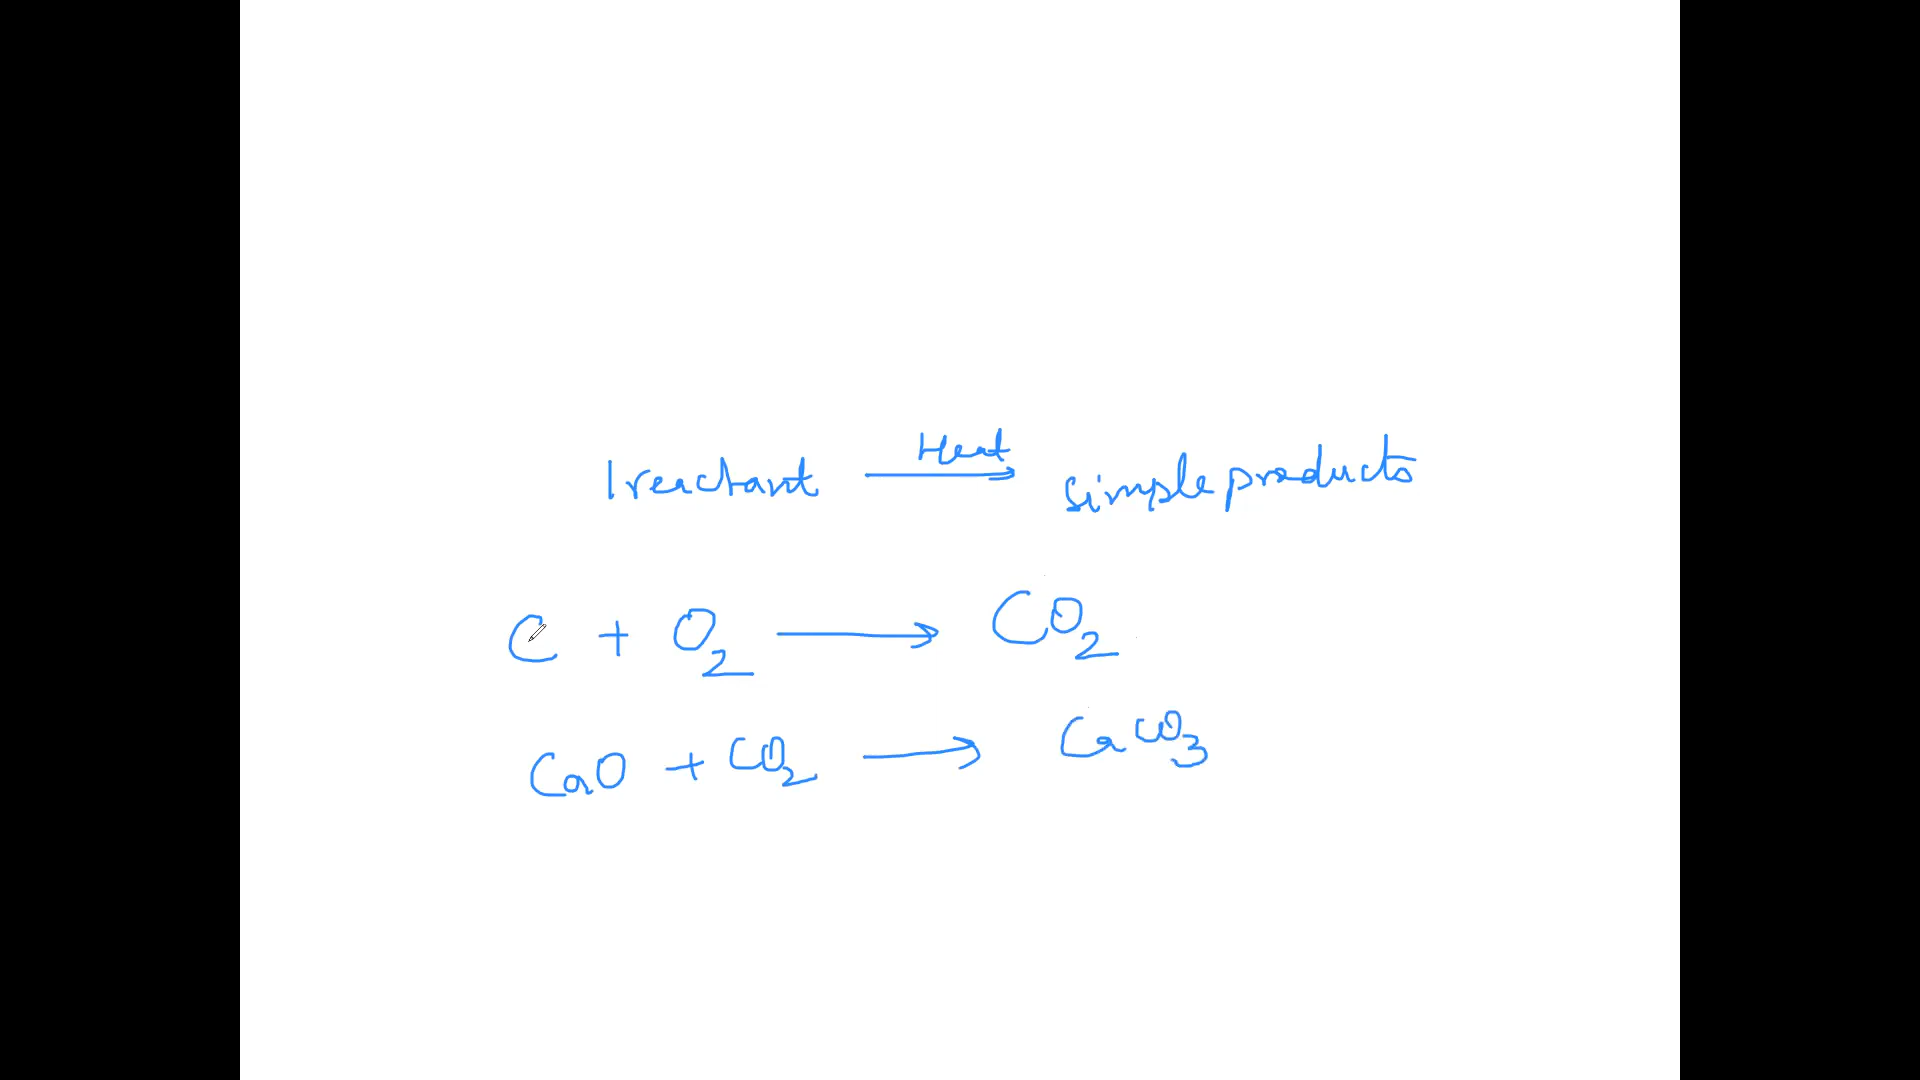 1 reactant Heat → simple products
C + O₂ → CO₂
CaO + CO₂ → CaCO₃